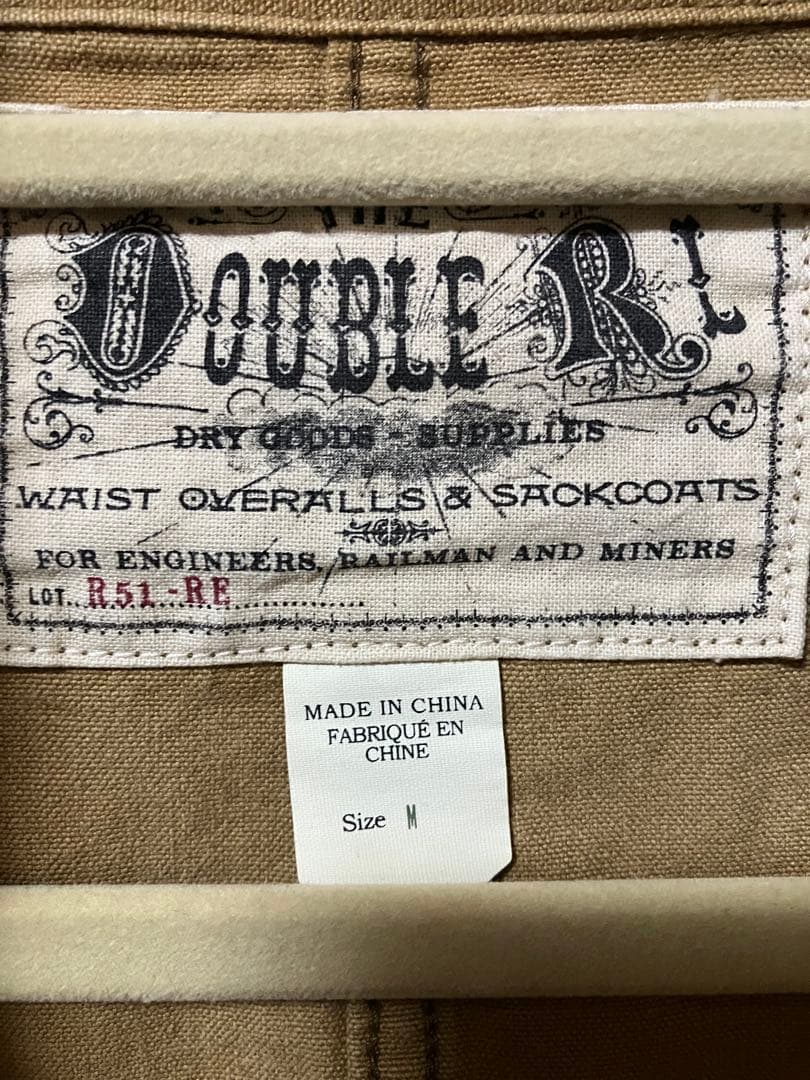 THE
DOUBLE RL
DRY GOODS - SUPPLIES
WAIST OVERALLS & SACKCOATS
FOR ENGINEERS, RAILMAN AND MINERS
LOT... R51-RE...............
MADE IN CHINA
FABRIQUÉ EN
CHINE
Size M